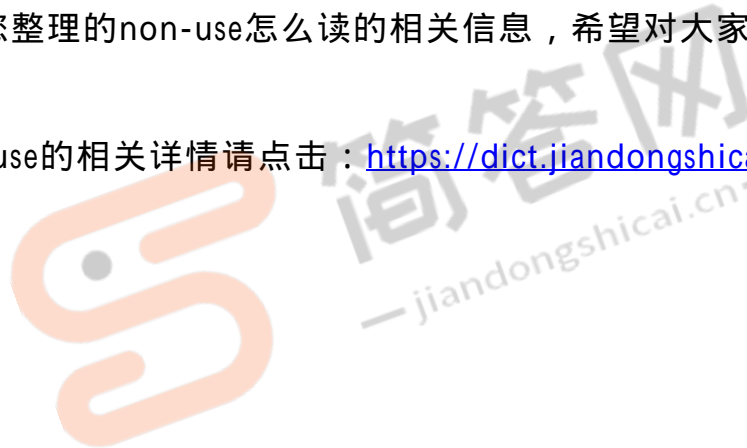 整理的non-use怎么读的相关信息，希望对大家
use的相关详情请点击：https://dict.jiandongshica
简答网
jiandongshicai.cn